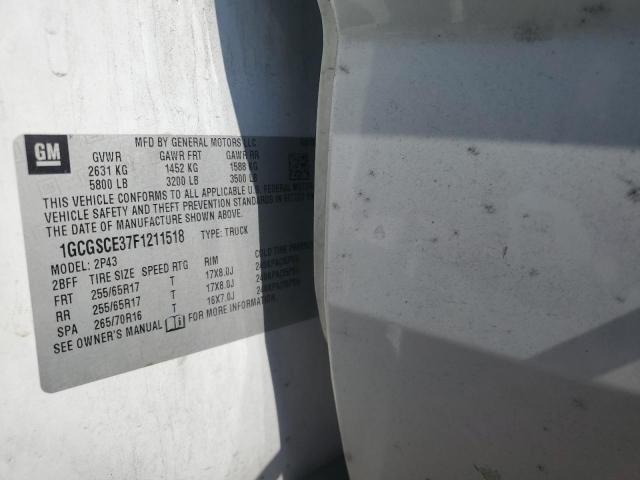 GM
MFD BY GENERAL MOTORS LLC
GVWR GAWR FRT GAWR RR
2631 KG 1452 KG 1588 KG
5800 LB 3200 LB 3500 LB
THIS VEHICLE CONFORMS TO ALL APPLICABLE U.S. FEDERAL MOTOR
VEHICLE SAFETY AND THEFT PREVENTION STANDARDS IN EFFECT ON
THE DATE OF MANUFACTURE SHOWN ABOVE.
1GCGSCE37F1211518 TYPE: TRUCK
MODEL: 2P43
2BFF TIRE SIZE SPEED RTG RIM COLD TIRE
FRT 255/65R17 T 17X8.0J
RR 255/65R17 T 17X8.0J
SPA 265/70R16 T 16X7.0J
SEE OWNER'S MANUAL FOR MORE INFORMATION.